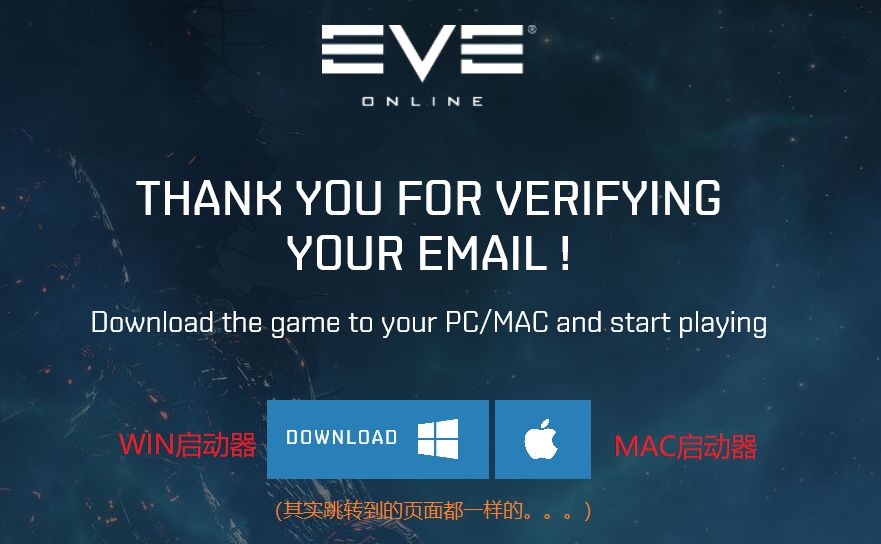 EVE®
ONLINE
THANK YOU FOR VERIFYING
YOUR EMAIL !
Download the game to your PC/MAC and start playing
WIN启动器 DOWNLOAD MAC启动器
(其实跳转到的页面都一样的。。。)